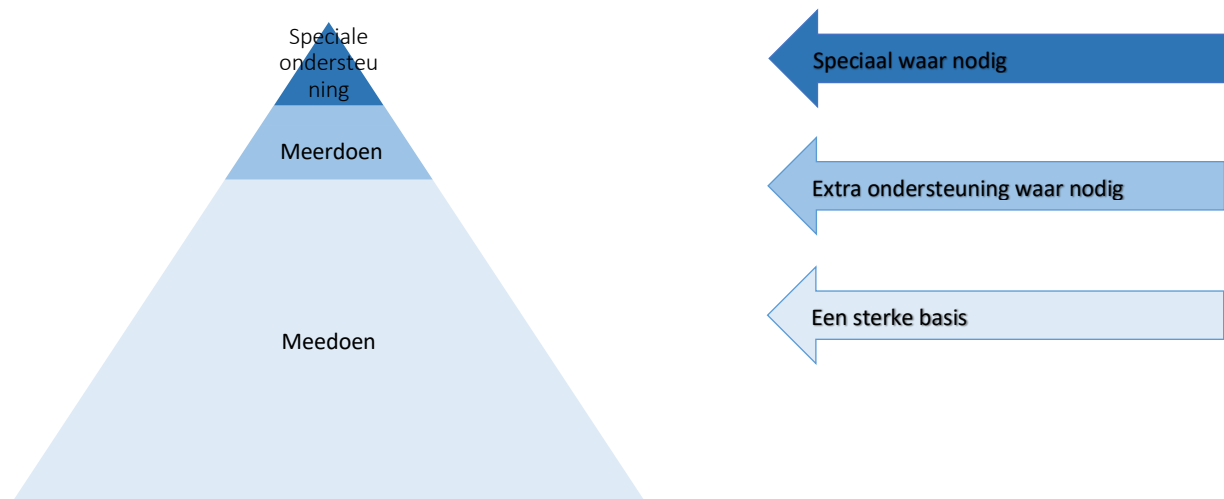 Speciale
ondersteu
ning
Speciaal waar nodig
Meerdoen
Extra ondersteuning waar nodig
Een sterke basis
Meedoen